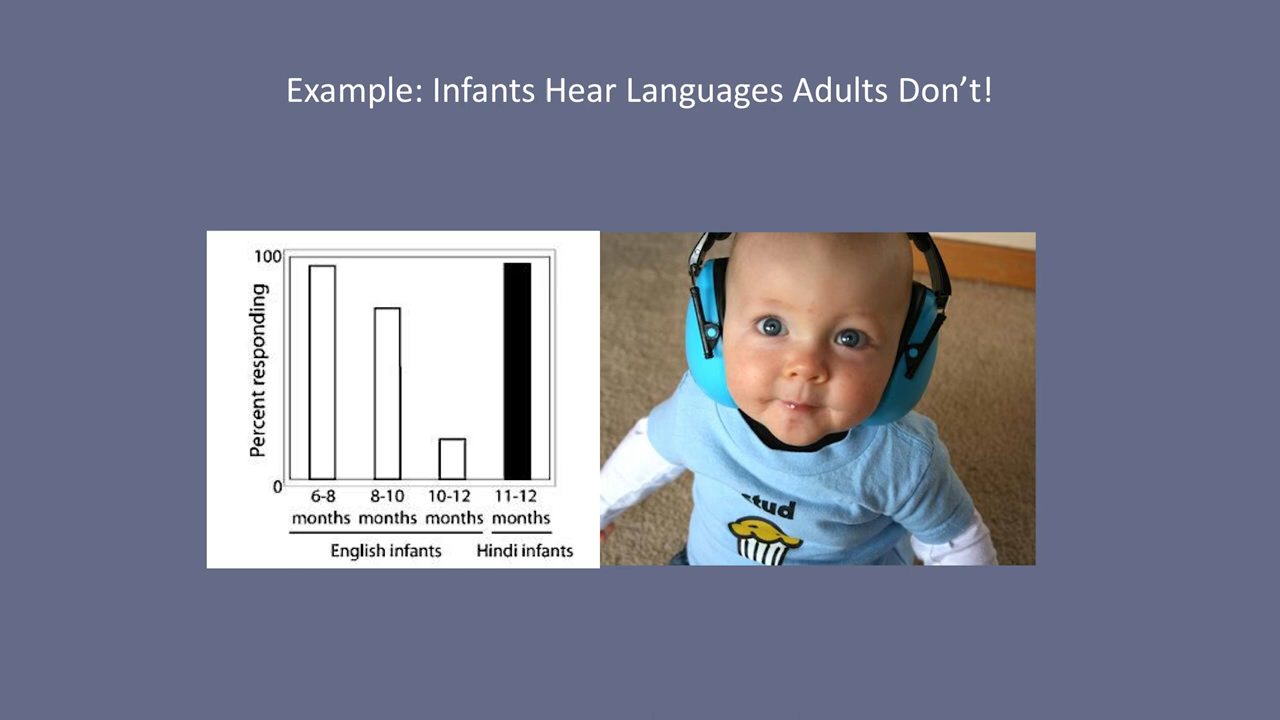 Example: Infants Hear Languages Adults Don’t!
100
Percent responding
0
6-8 8-10 10-12 11-12
months months months months
English infants Hindi infants
stud